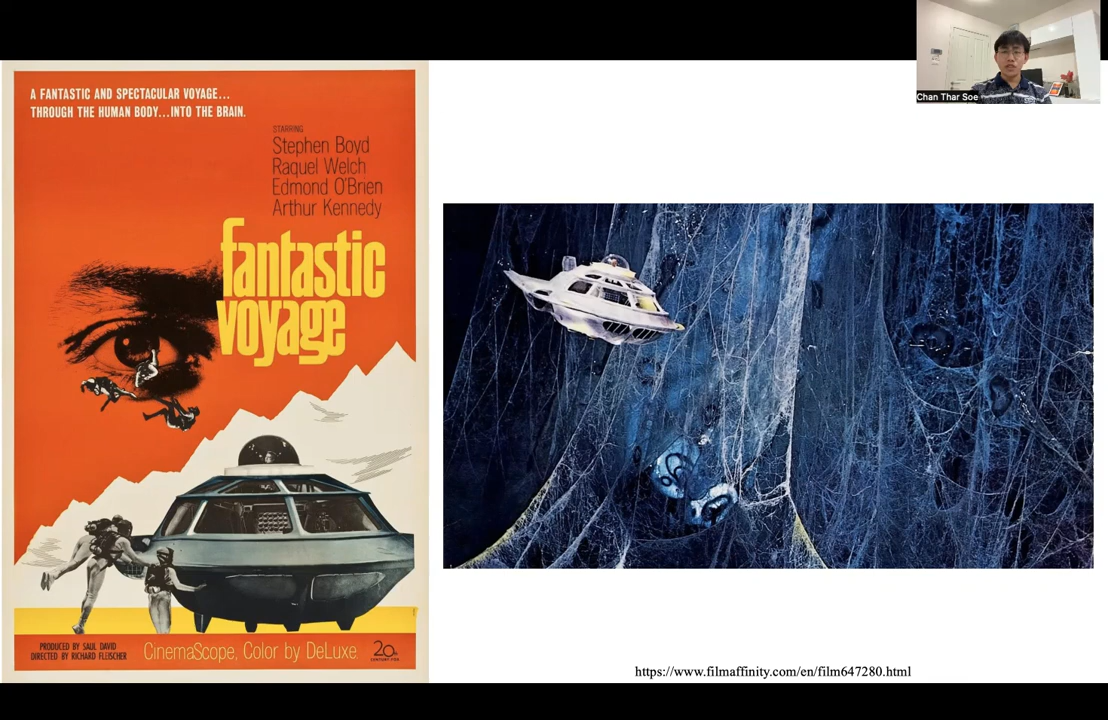 Chan Thar Soe
A FANTASTIC AND SPECTACULAR VOYAGE...
THROUGH THE HUMAN BODY...INTO THE BRAIN.
STARRING
Stephen Boyd
Raquel Welch
Edmond O'Brien
Arthur Kennedy
fantastic
voyage
PRODUCED BY SAUL DAVID
DIRECTED BY RICHARD FLEISCHER
CinemaScope, Color by DeLuxe.
20th
CENTURY-FOX
https://www.filmaffinity.com/en/film647280.html